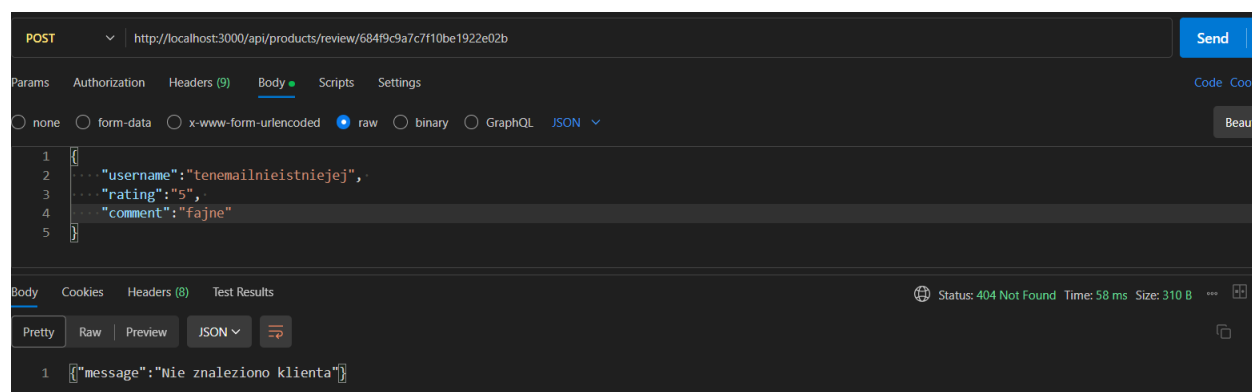 POST http://localhost:3000/api/products/review/684f9c9a7c7f10be1922e02b Send
Params Authorization Headers (9) Body Scripts Settings Code Coo
none form-data x-www-form-urlencoded raw binary GraphQL JSON Beau
1 {
2 "username":"tenemailnieistniejej",
3 "rating":"5",
4 "comment":"fajne"
5 }
Body Cookies Headers (8) Test Results Status: 404 Not Found Time: 58 ms Size: 310 B
Pretty Raw Preview JSON
1 {"message":"Nie znaleziono klienta"}